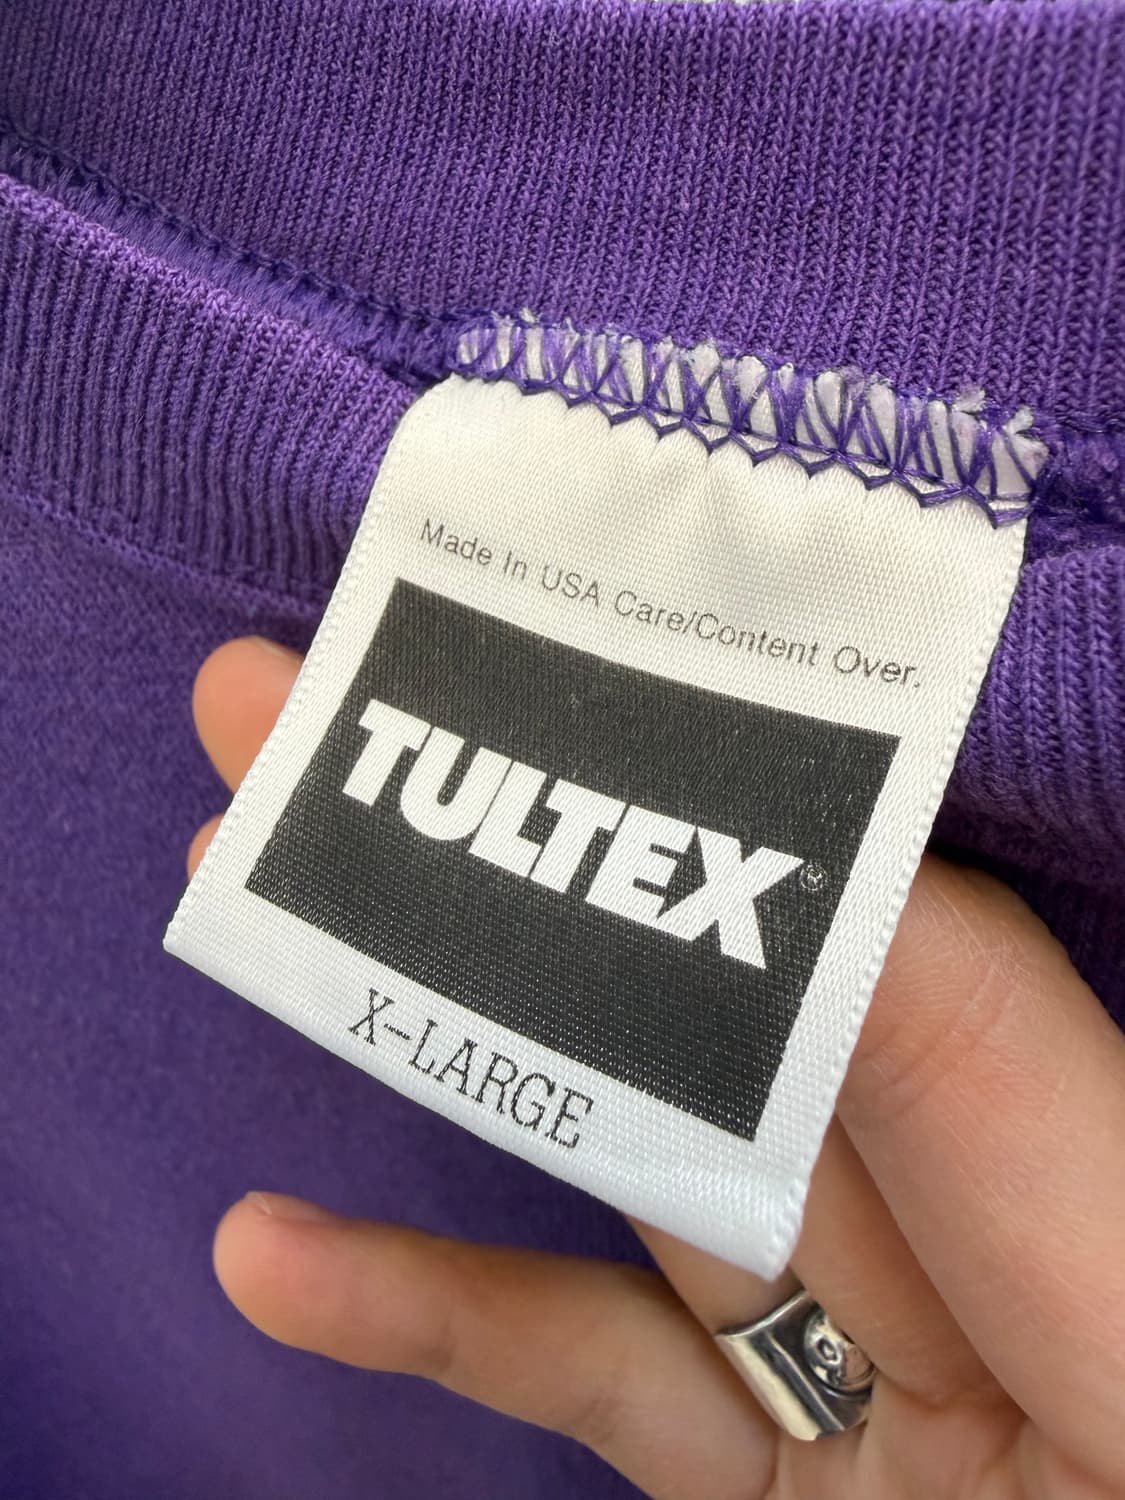 Made In USA Care/Content Over.
TULTEX®
X-LARGE